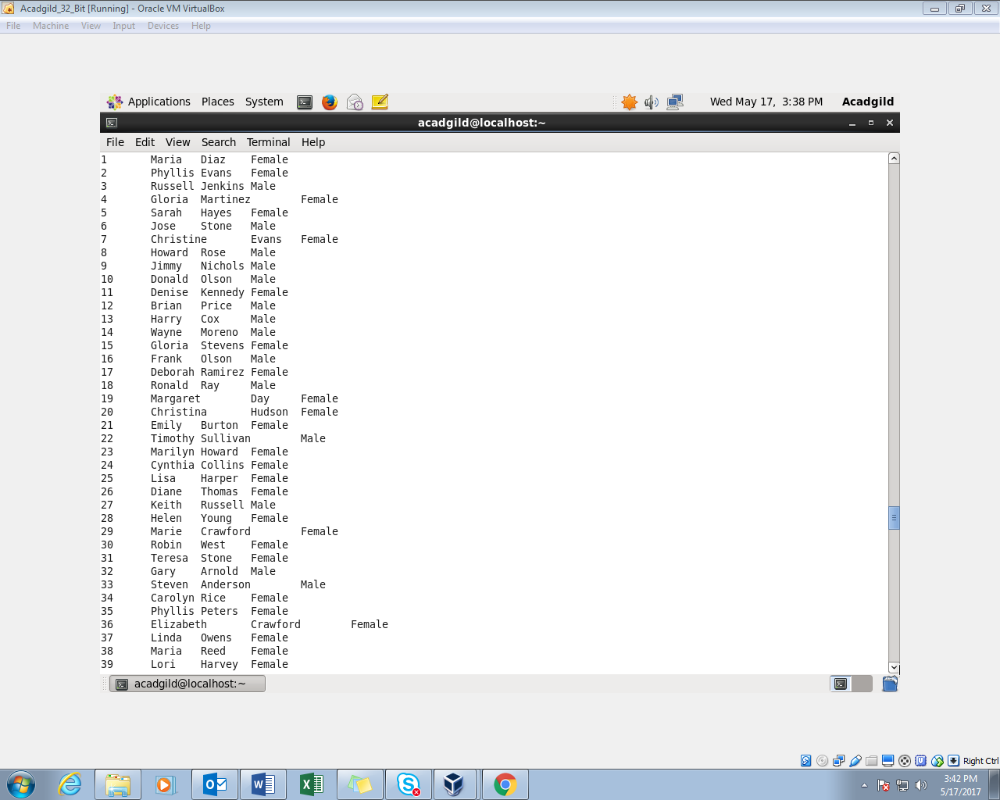 Acadgild_32_Bit [Running] - Oracle VM VirtualBox
File Machine View Input Devices Help
Applications Places System Wed May 17, 3:38 PM Acadgild
acadgild@localhost:~
File Edit View Search Terminal Help
1 Maria Diaz Female
2 Phyllis Evans Female
3 Russell Jenkins Male
4 Gloria Martinez Female
5 Sarah Hayes Female
6 Jose Stone Male
7 Christine Evans Female
8 Howard Rose Male
9 Jimmy Nichols Male
10 Donald Olson Male
11 Denise Kennedy Female
12 Brian Price Male
13 Harry Cox Male
14 Wayne Moreno Male
15 Gloria Stevens Female
16 Frank Olson Male
17 Deborah Ramirez Female
18 Ronald Ray Male
19 Margaret Day Female
20 Christina Hudson Female
21 Emily Burton Female
22 Timothy Sullivan Male
23 Marilyn Howard Female
24 Cynthia Collins Female
25 Lisa Harper Female
26 Diane Thomas Female
27 Keith Russell Male
28 Helen Young Female
29 Marie Crawford Female
30 Robin West Female
31 Teresa Stone Female
32 Gary Arnold Male
33 Steven Anderson Male
34 Carolyn Rice Female
35 Phyllis Peters Female
36 Elizabeth Crawford Female
37 Linda Owens Female
38 Maria Reed Female
39 Lori Harvey Female
acadgild@localhost:~
Right Ctrl
3:42 PM
5/17/2017